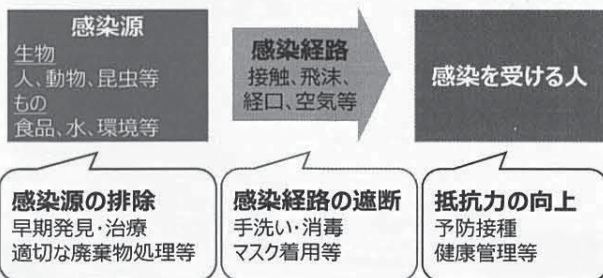 感染源
生物
人、動物、昆虫等
もの
食品、水、環境等
感染経路
接触、飛沫、
経口、空気等
感染を受ける人
感染源の排除
早期発見・治療
適切な廃棄物処理等
感染経路の遮断
手洗い・消毒
マスク着用等
抵抗力の向上
予防接種
健康管理等